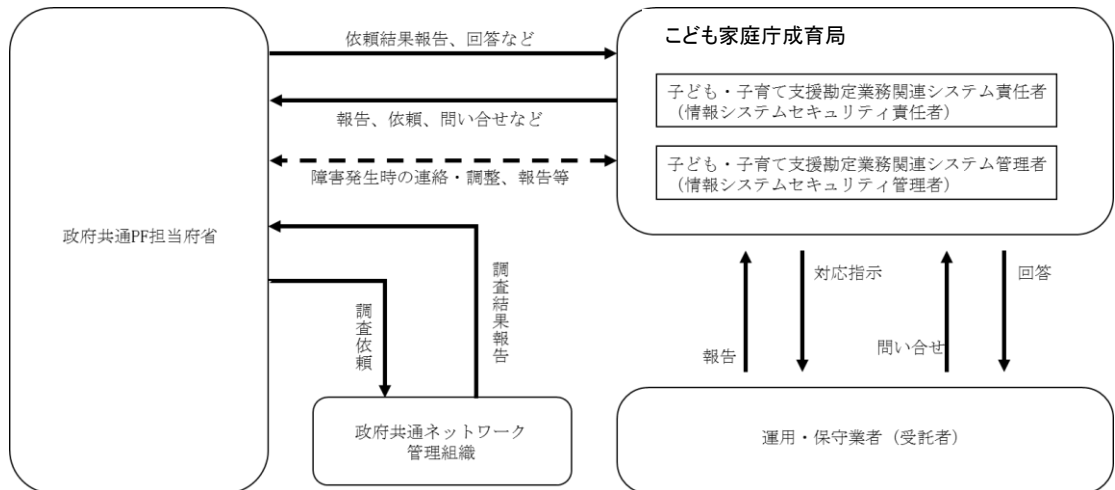 依頼結果報告、回答など
報告、依頼、問い合せなど
障害発生時の連絡・調整、報告等
政府共通PF担当府省
調査依頼
調査結果報告
政府共通ネットワーク
管理組織
こども家庭庁成育局
子ども・子育て支援勘定業務関連システム責任者
（情報システムセキュリティ責任者）
子ども・子育て支援勘定業務関連システム管理者
（情報システムセキュリティ管理者）
報告
対応指示
問い合せ
回答
運用・保守業者（受託者）